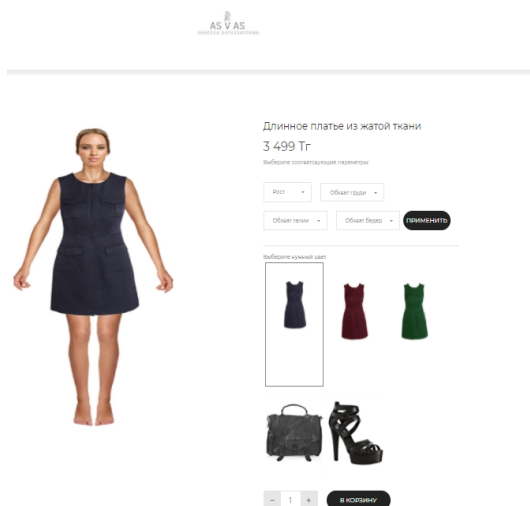 AS V AS
Длинное платье из жатой ткани
3 499 Тг
Выберите соответсвующие параметры
Рост
Обхват груди
Обхват талии
Обхват бедер
ПРИМЕНИТЬ
Выберите нужный цвет
- 1 +
В КОРЗИНУ